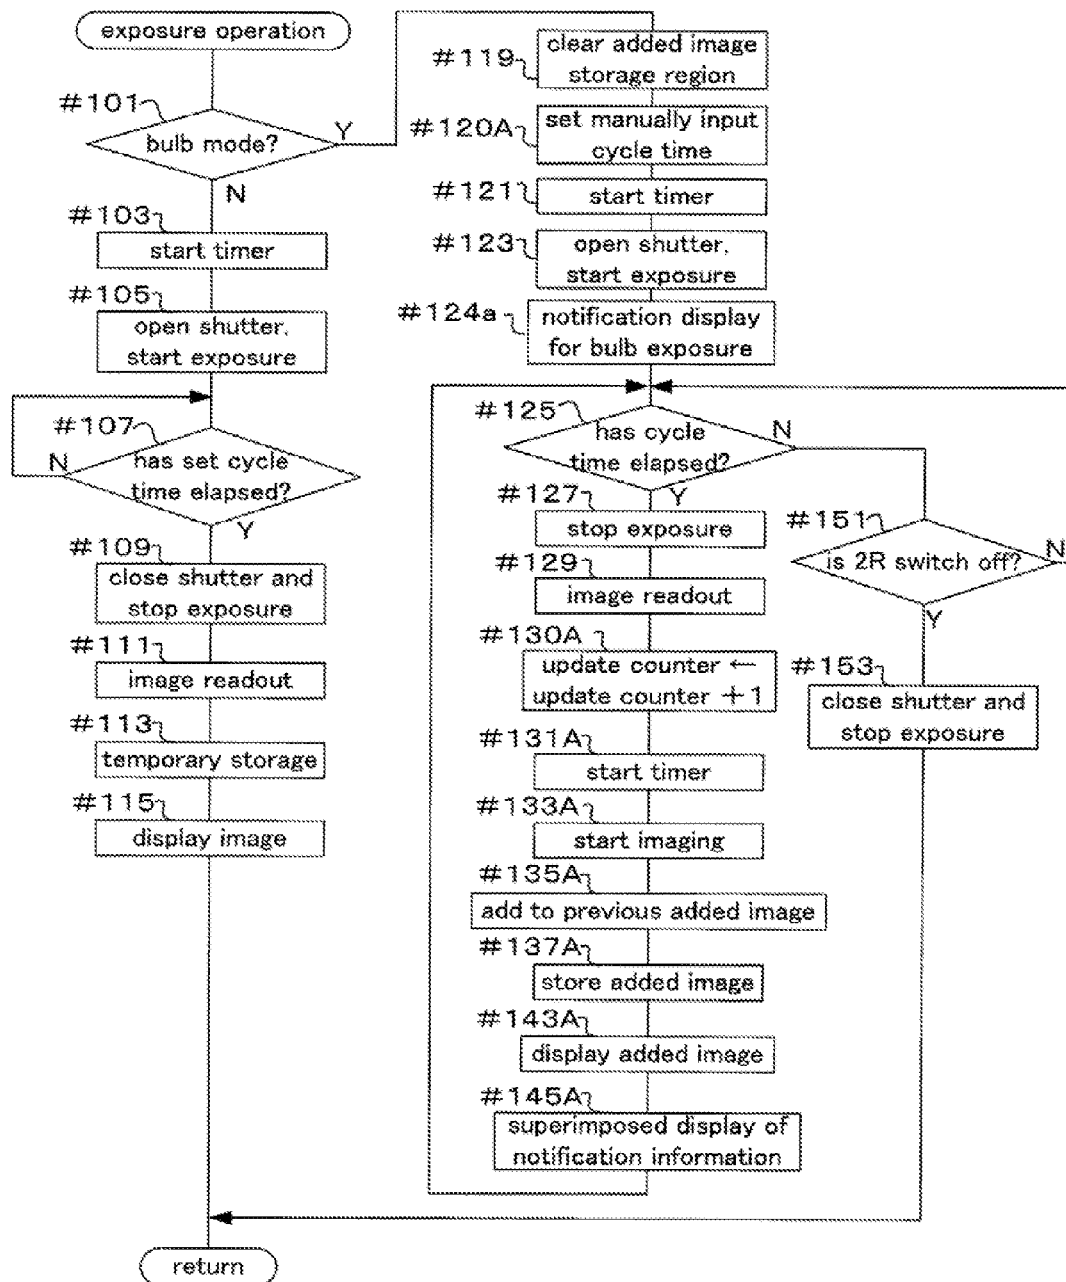 exposure operation
#101
bulb mode?
Y
N
#103
start timer
#105
open shutter,
start exposure
#107
N
has set cycle
time elapsed?
Y
#109
close shutter and
stop exposure
#111
image readout
#113
temporary storage
#115
display image
return
#119
clear added image
storage region
#120A
set manually input
cycle time
#121
start timer
#123
open shutter,
start exposure
#124a
notification display
for bulb exposure
#125
has cycle
time elapsed?
N
Y
#127
stop exposure
#129
image readout
#130A
update counter ←
update counter +1
#131A
start timer
#133A
start imaging
#135A
add to previous added image
#137A
store added image
#143A
display added image
#145A
superimposed display of
notification information
#151
is 2R switch off?
N
Y
#153
close shutter and
stop exposure